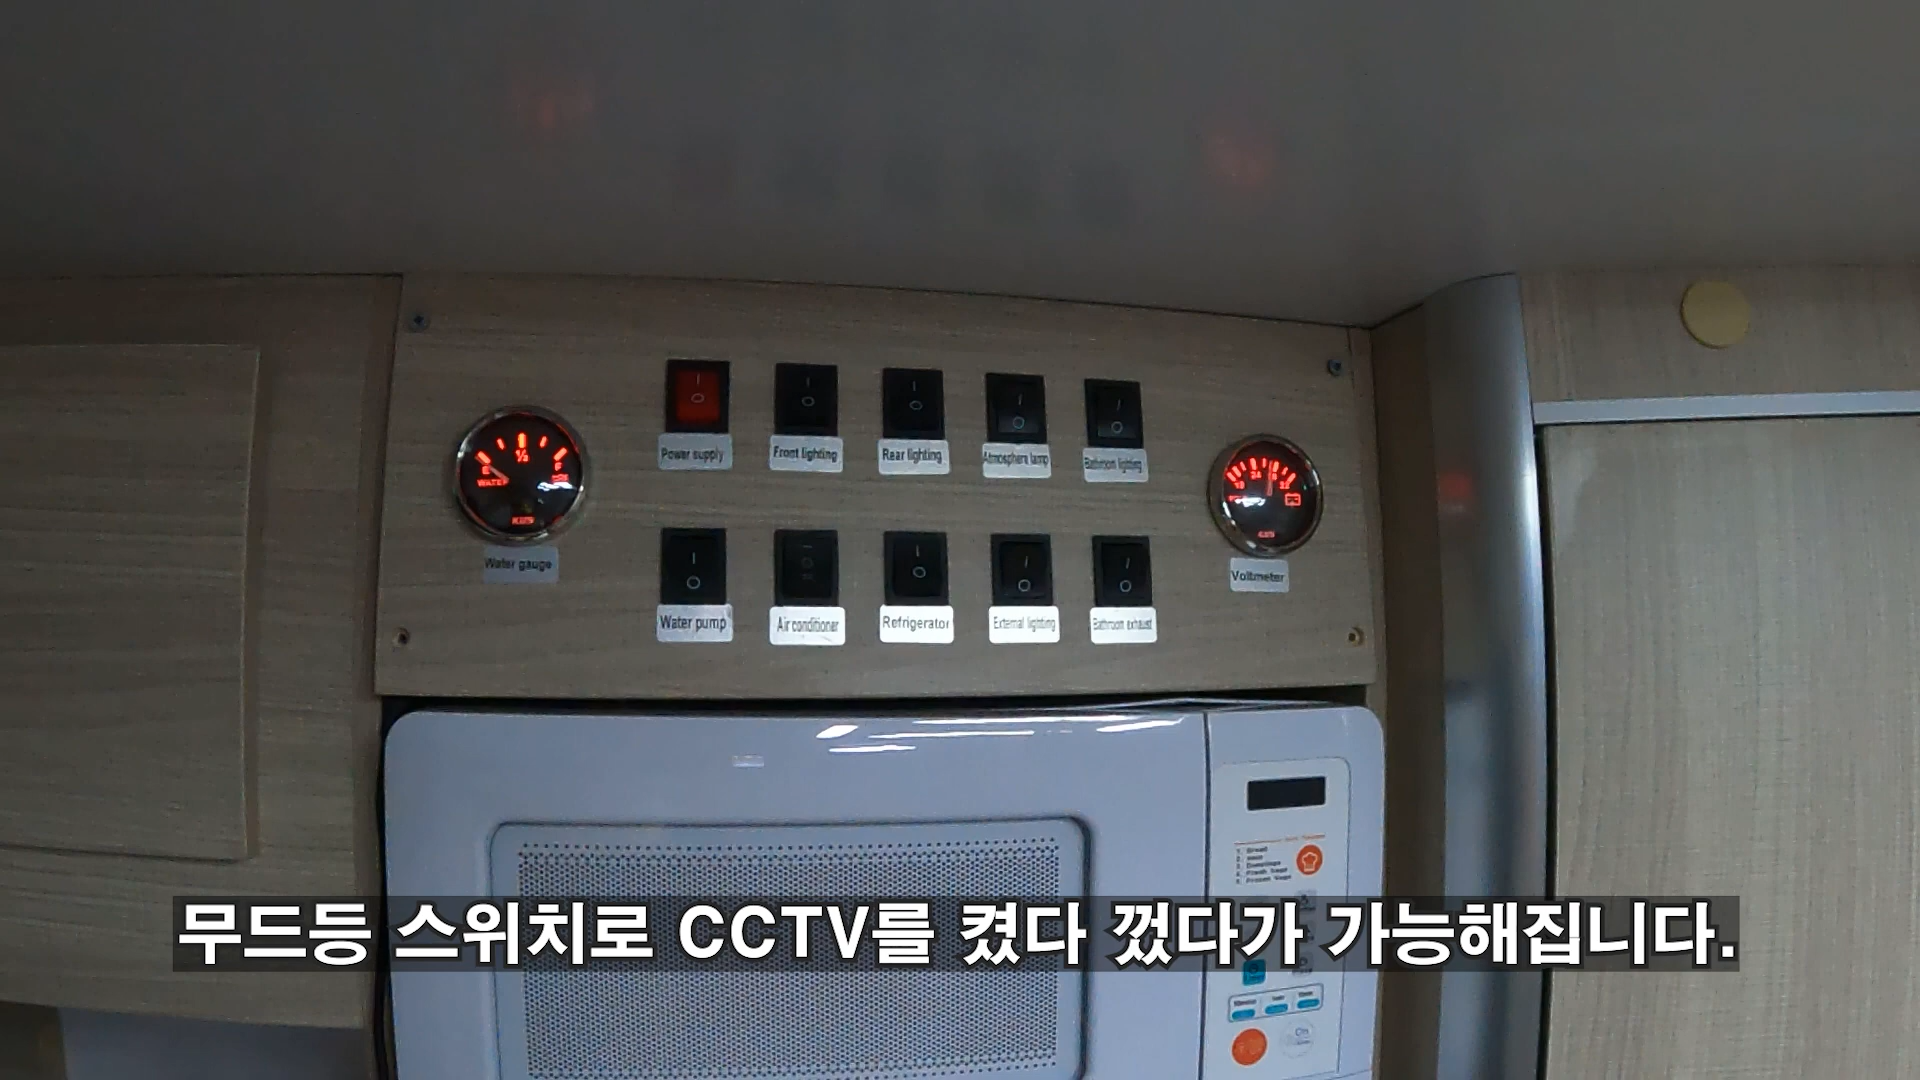 Power supply
Front lighting
Rear lighting
Atmosphere lamp
Bathroom lighting
E 1/2 F
WATER
Water gauge
Voltmeter
Water pump
Air conditioner
Refrigerator
External lighting
Bathroom exhaust
무드등 스위치로 CCTV를 켰다 껐다가 가능해집니다.